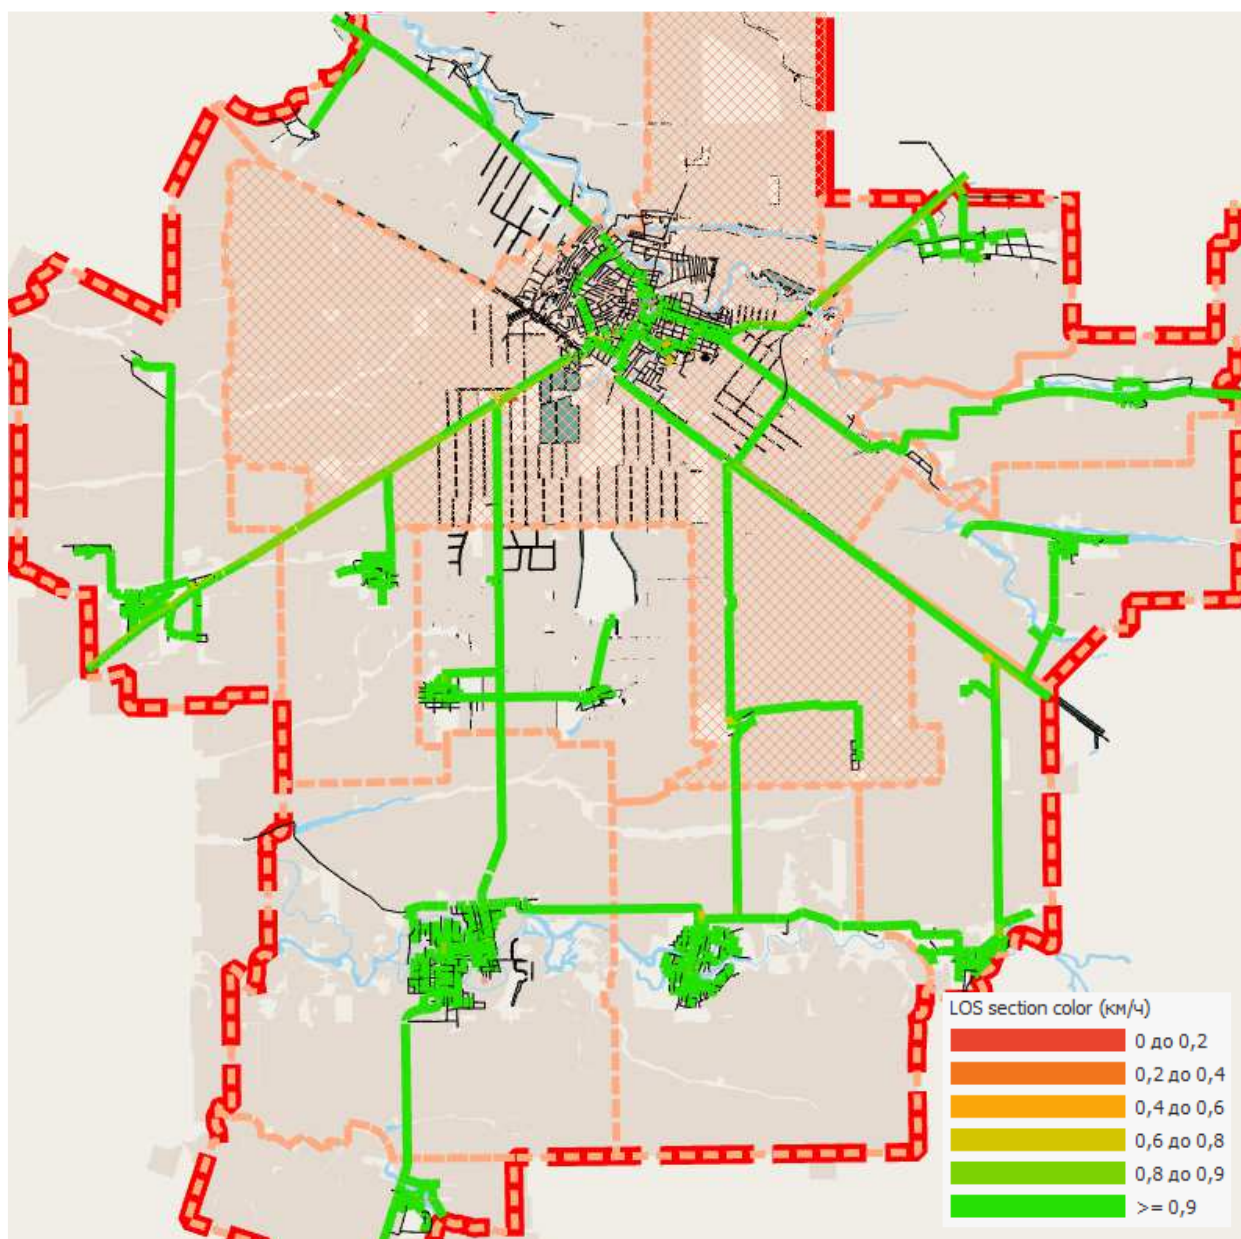 LOS section color (км/ч)
0 до 0,2
0,2 до 0,4
0,4 до 0,6
0,6 до 0,8
0,8 до 0,9
>= 0,9